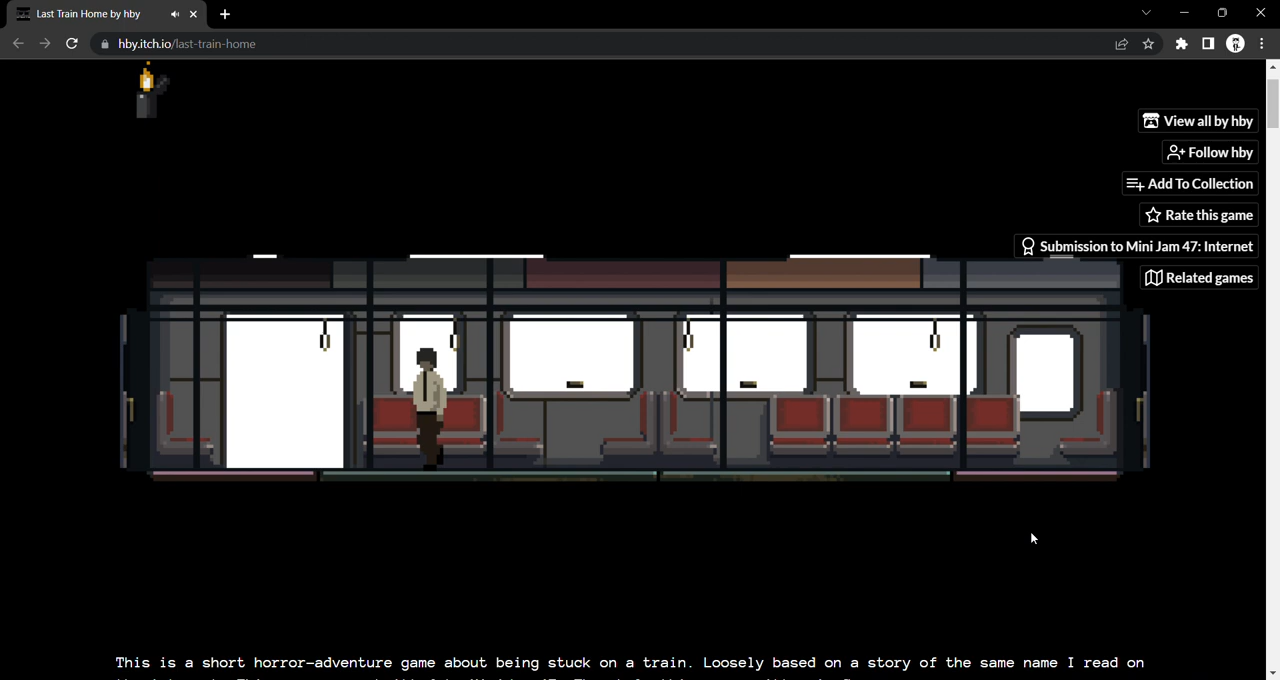 Last Train Home by hby
hby.itch.io/last-train-home
View all by hby
Follow hby
Add To Collection
Rate this game
Submission to Mini Jam 47: Internet
Related games
This is a short horror-adventure game about being stuck on a train. Loosely based on a story of the same name I read on